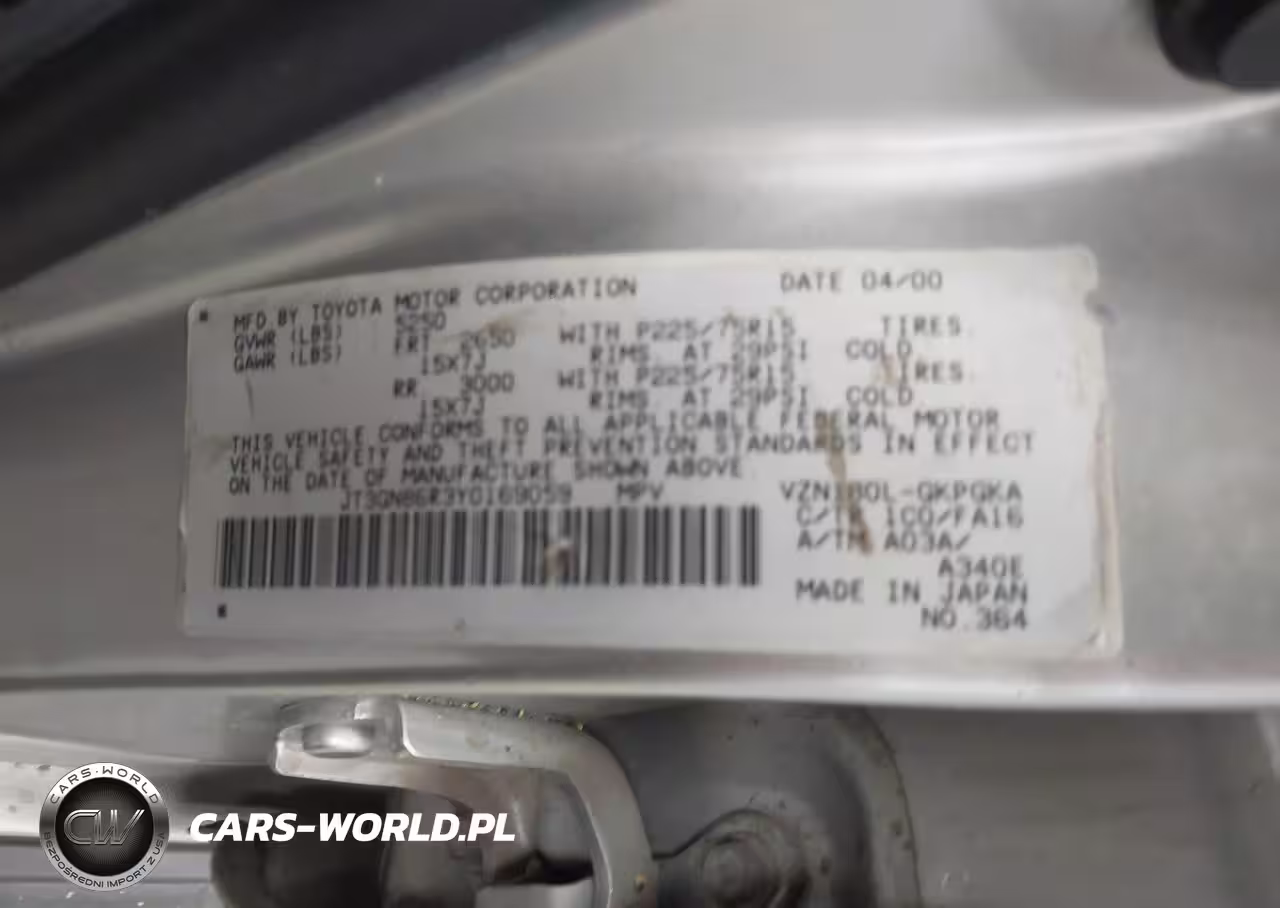 MFD BY TOYOTA MOTOR CORPORATION DATE 04/00
GVWR (LBS) 5250
GAWR (LBS) FRT 2650 WITH P225/75R15 TIRES
15X7J RIMS AT 29PSI COLD
RR 3000 WITH P225/75R15 TIRES
15X7J RIMS AT 29PSI COLD
THIS VEHICLE CONFORMS TO ALL APPLICABLE FEDERAL MOTOR
VEHICLE SAFETY AND THEFT PREVENTION STANDARDS IN EFFECT
ON THE DATE OF MANUFACTURE SHOWN ABOVE
JT3GN86R3Y0169059 MPV VZN180L-GKPGKA
C/TR 1C0/FA16
A/TM A03A/
A340E
MADE IN JAPAN
NO.364
CARS-WORLD
CW
BEZPOŚREDNI IMPORT Z USA
CARS-WORLD.PL